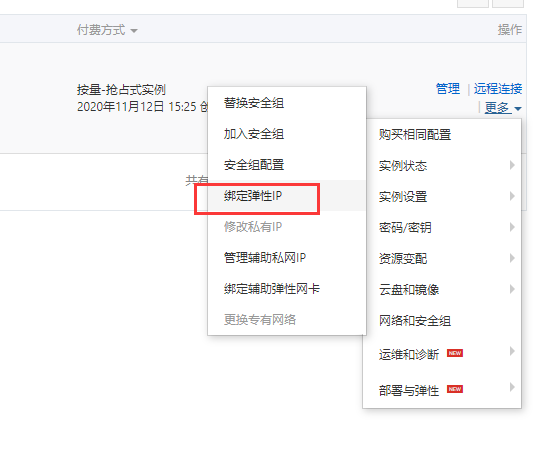 付费方式
操作
按量-抢占式实例
2020年11月12日 15:25 创
管理 | 远程连接
| 更多
共有
替换安全组
加入安全组
安全组配置
绑定弹性IP
修改私有IP
管理辅助私网IP
绑定辅助弹性网卡
更换专有网络
购买相同配置
实例状态
实例设置
密码/密钥
资源变配
云盘和镜像
网络和安全组
运维和诊断 NEW
部署与弹性 NEW